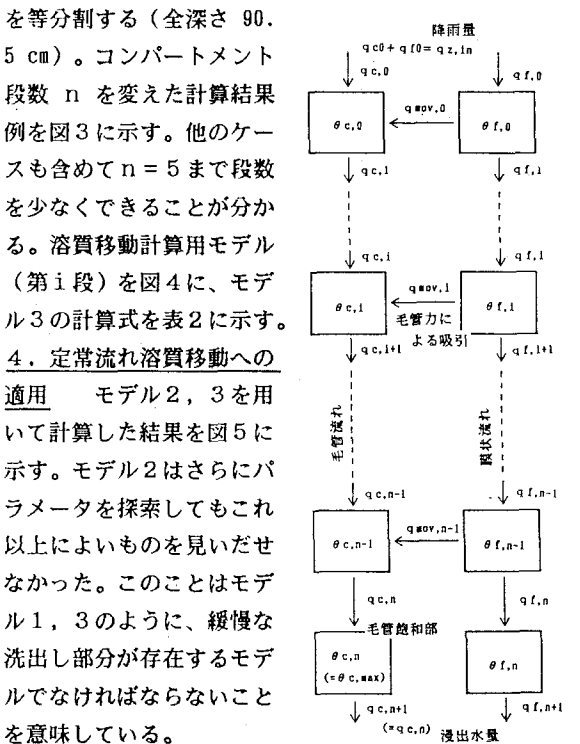 を等分割する（全深さ 90.
5 cm）。コンパートメント
段数 n を変えた計算結果
例を図3に示す。他のケー
スも含めてn＝5まで段数
を少なくできることが分か
る。溶質移動計算用モデル
（第i段）を図4に、モデ
ル3の計算式を表2に示す。
4．定常流れ溶質移動への
適用　　モデル2，3を用
いて計算した結果を図5に
示す。モデル2はさらにパ
ラメータを探索してもこれ
以上によいものを見いだせ
なかった。このことはモデ
ル1，3のように、緩慢な
洗出し部分が存在するモデ
ルでなければならないこと
を意味している。
降雨量
qc0+qf0=qz,in
qc,0
qf,0
θc,0
qmov,0
θf,0
qc,1
qf,1
qc,i
qf,i
θc,i
qmov,i
θf,i
毛管力に
よる吸引
qc,i+1
qf,i+1
毛管流れ
膜状流れ
qc,n-1
qf,n-1
θc,n-1
qmov,n-1
θf,n-1
qc,n
qf,n
毛管飽和部
θc,n
(=θc,max)
θf,n
qc,n+1
(=qc,n)
浸出水量
qf,n+1